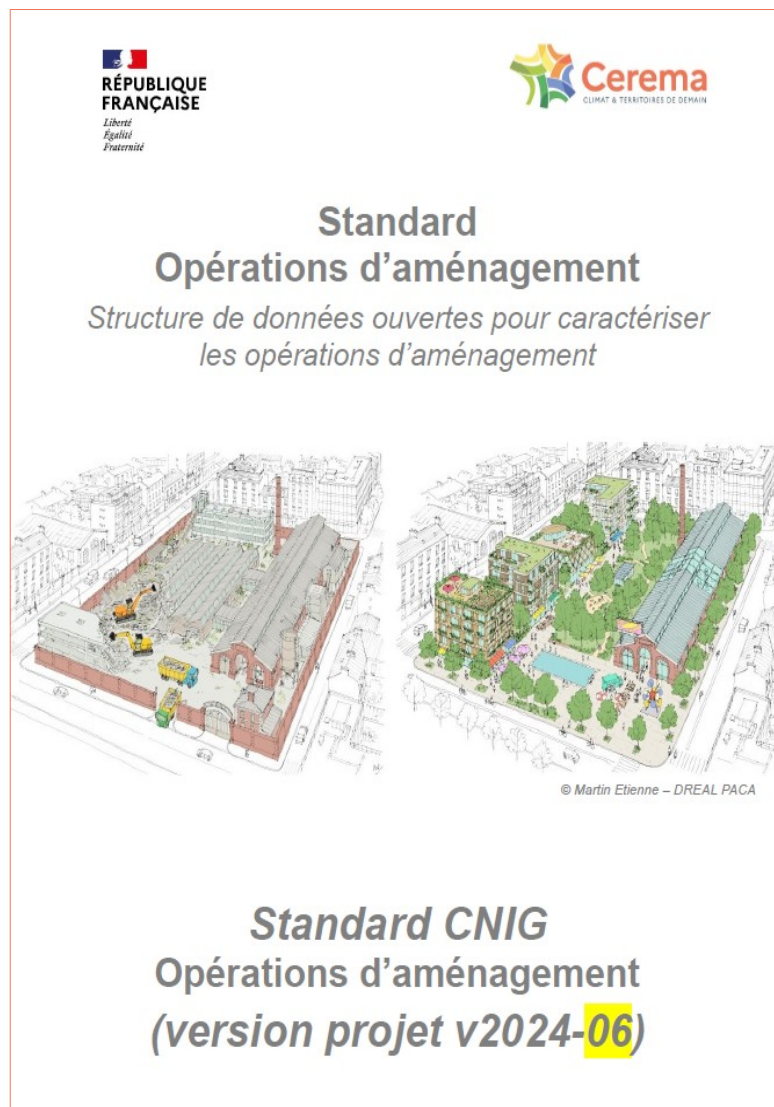 RÉPUBLIQUE
FRANÇAISE
Liberté
Égalité
Fraternité
Cerema
CLIMAT & TERRITOIRES DE DEMAIN
Standard
Opérations d’aménagement
Structure de données ouvertes pour caractériser
les opérations d’aménagement
© Martin Etienne – DREAL PACA
Standard CNIG
Opérations d’aménagement
(version projet v2024-06)